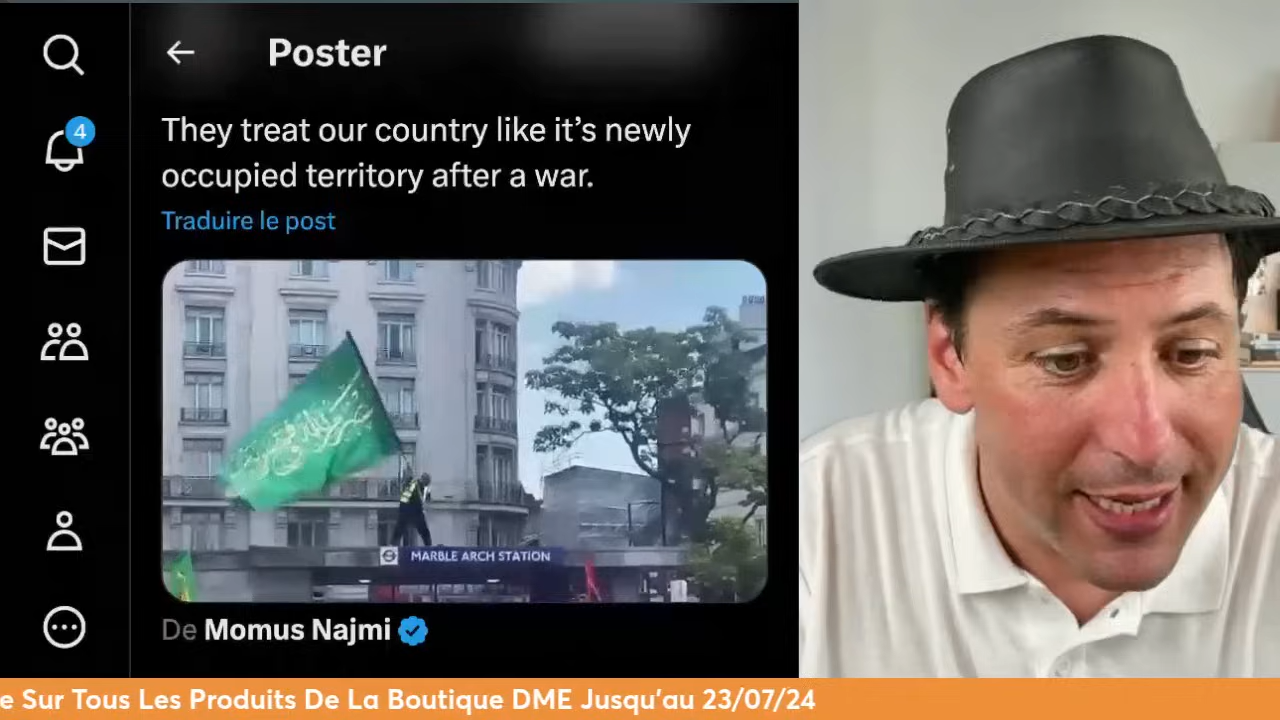 Poster
4
They treat our country like it's newly
occupied territory after a war.
Traduire le post
MARBLE ARCH STATION
De Momus Najmi
e Sur Tous Les Produits De La Boutique DME Jusqu'au 23/07/24